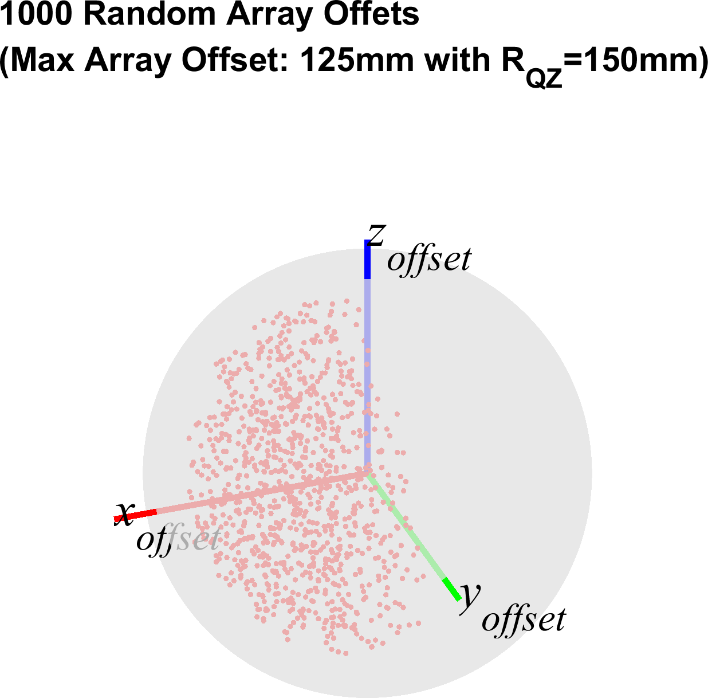 1000 Random Array Offets
(Max Array Offset: 125mm with R_QZ=150mm)
z_offset
x_offset
y_offset